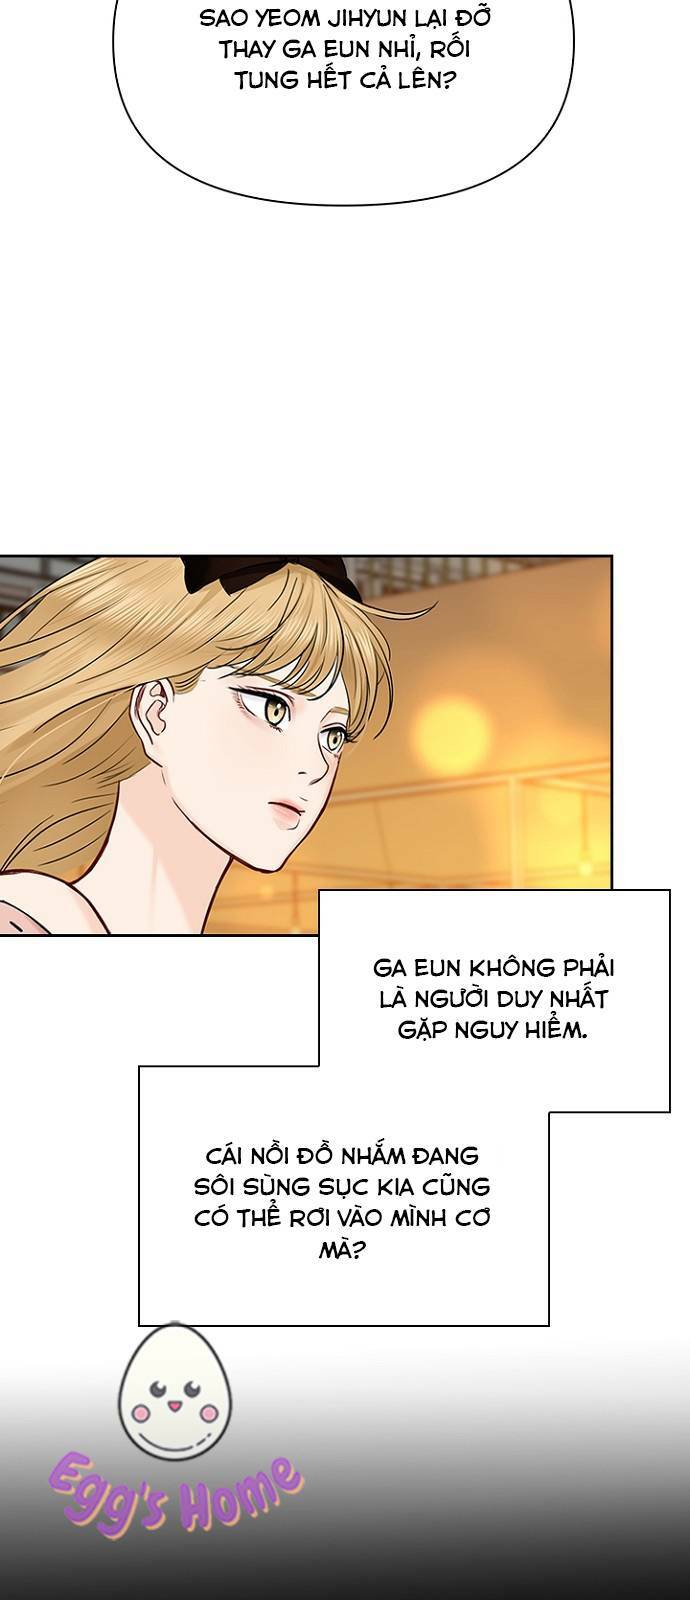 SAO YEOM JIHYUN LẠI ĐỠ
THAY GA EUN NHỈ, RỐI
TUNG HẾT CẢ LÊN?
GA EUN KHÔNG PHẢI
LÀ NGƯỜI DUY NHẤT
GẶP NGUY HIỂM.
CÁI NỒI ĐỒ NHẮM ĐANG
SÔI SÙNG SỤC KIA CŨNG
CÓ THỂ RƠI VÀO MÌNH CƠ
MÀ?
Egg's Home